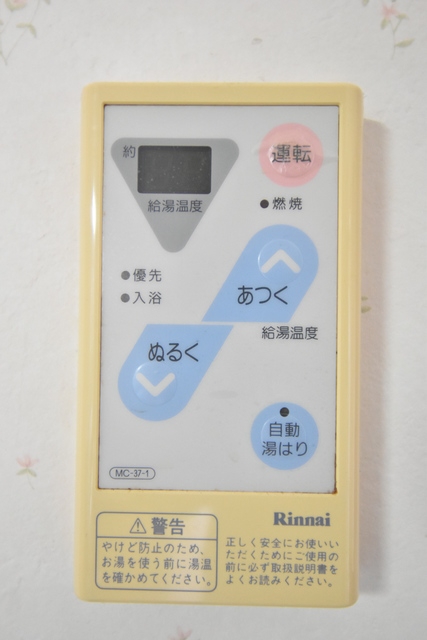 運転
約
給湯温度
燃焼
優先
入浴
あつく
給湯温度
ぬるく
自動
湯はり
MC-37-1
警告
やけど防止のため、
お湯を使う前に湯温
を確かめてください。
Rinnai
正しく安全にお使いい
ただくためにご使用の
前に必ず取扱説明書を
よくお読みください。